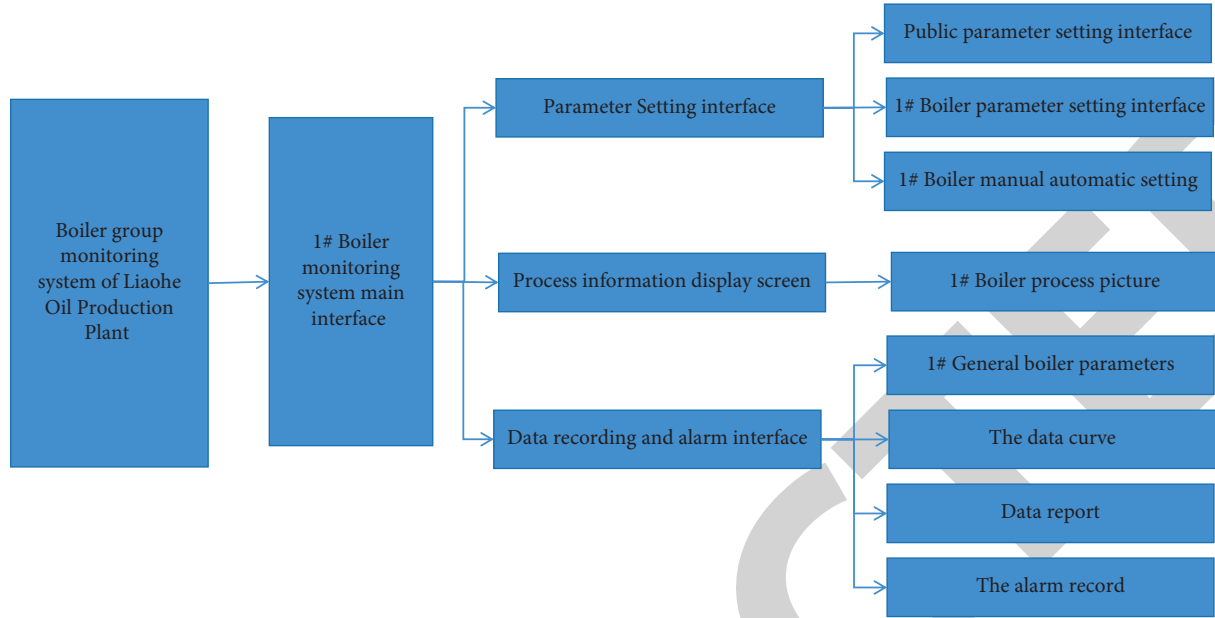 Boiler group
monitoring
system of Liaohe
Oil Production
Plant
1# Boiler
monitoring
system main
interface
Parameter Setting interface
Process information display screen
Data recording and alarm interface
Public parameter setting interface
1# Boiler parameter setting interface
1# Boiler manual automatic setting
1# Boiler process picture
1# General boiler parameters
The data curve
Data report
The alarm record